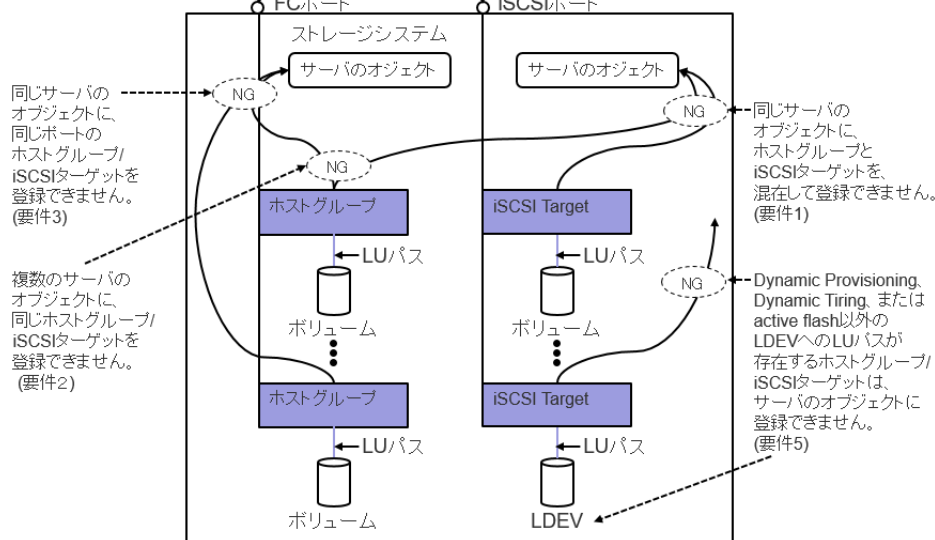 FCポート
iSCSIポート
ストレージシステム
サーバのオジェクト
サーバのオジェクト
NG
NG
NG
NG
同じサーバの
オブジェクトに、
同じポートの
ホストグループ/
iSCSIターゲットを
登録できません。
(要件3)
複数のサーバの
オブジェクトに、
同じホストグループ/
iSCSIターゲットを
登録できません。
(要件2)
ホストグループ
LUパス
ボリューム
ホストグループ
LUパス
ボリューム
iSCSI Target
LUパス
ボリューム
iSCSI Target
LUパス
LDEV
同じサーバの
オブジェクトに、
ホストグループと
iSCSIターゲットを、
混在して登録できません。
(要件1)
Dynamic Provisioning、
Dynamic Tiring、または
active flash以外の
LDEVへのLUパスが
存在するホストグループ/
iSCSIターゲットは、
サーバのオブジェクトに
登録できません。
(要件5)